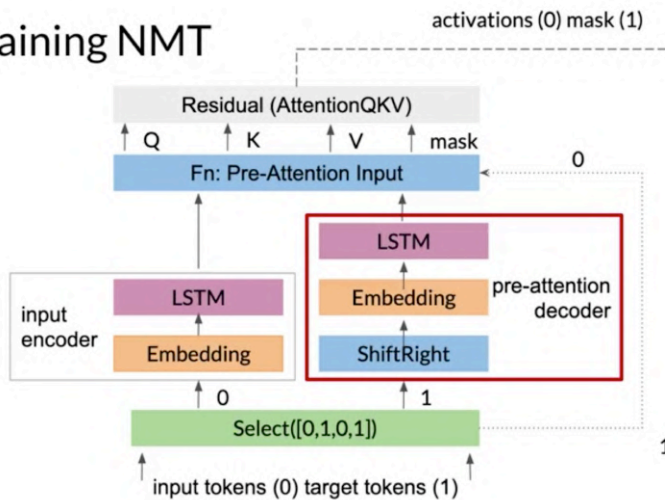 aining NMT
activations (0) mask (1)
Residual (AttentionQKV)
Q K V mask
Fn: Pre-Attention Input
0
LSTM
pre-attention
decoder
Embedding
ShiftRight
input
encoder
LSTM
Embedding
0
1
Select([0,1,0,1])
1
input tokens (0) target tokens (1)